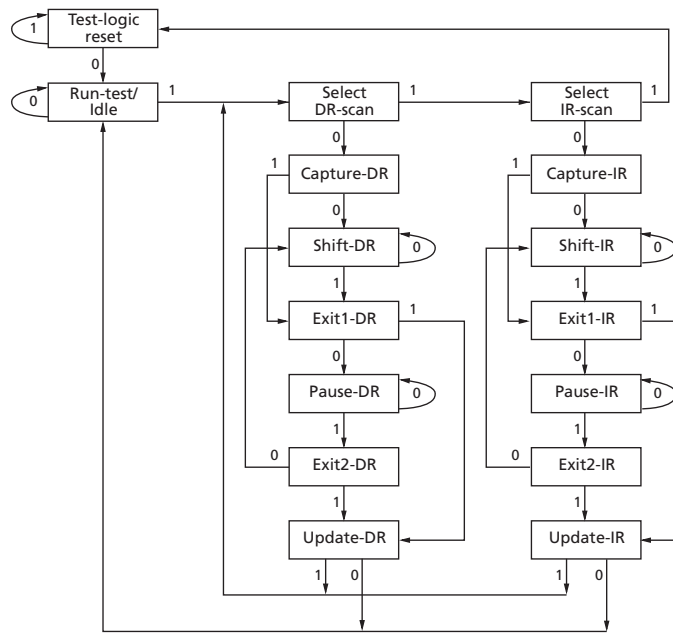 Test-logic
reset
1
0
Run-test/
Idle
0
1
Select
DR-scan
1
Select
IR-scan
1
0
0
1
Capture-DR
1
Capture-IR
0
0
Shift-DR
0
Shift-IR
0
1
1
Exit1-DR
1
Exit1-IR
1
0
0
Pause-DR
0
Pause-IR
0
1
1
0
Exit2-DR
0
Exit2-IR
1
1
Update-DR
Update-IR
1
0
1
0